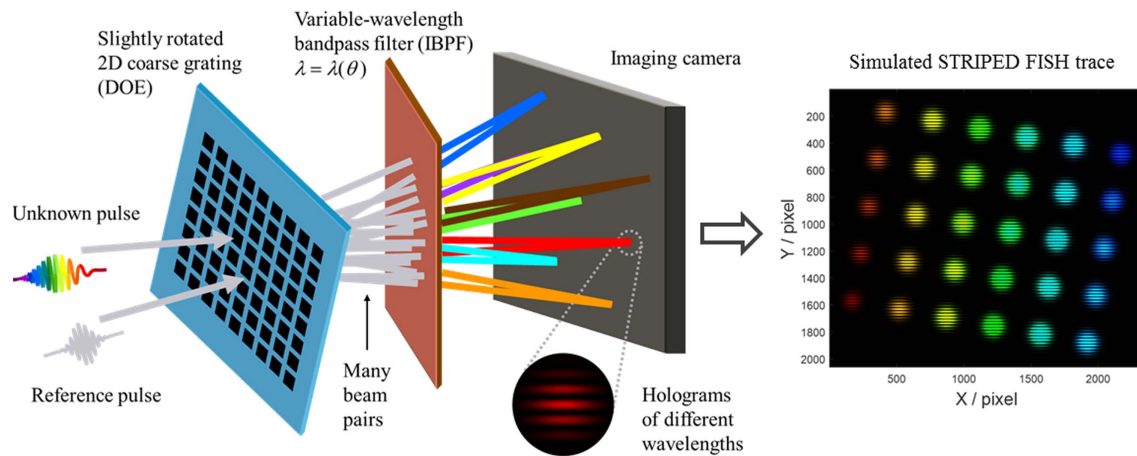 Slightly rotated
2D coarse grating
(DOE)
Variable-wavelength
bandpass filter (IBPF)
λ = λ(θ)
Imaging camera
Simulated STRIPED FISH trace
Unknown pulse
Reference pulse
Many
beam
pairs
Holograms
of different
wavelengths
200
400
600
800
1000
1200
1400
1600
1800
2000
Y / pixel
500
1000
1500
2000
X / pixel